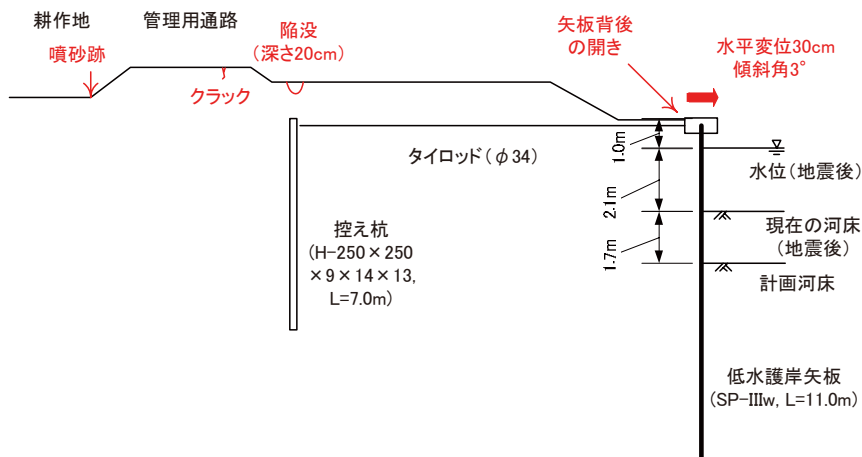 耕作地
管理用通路
噴砂跡
クラック
陥没
(深さ20cm)
矢板背後
の開き
水平変位30cm
傾斜角3°
タイロッド(φ34)
1.0m
2.1m
1.7m
水位(地震後)
現在の河床
(地震後)
計画河床
控え杭
(H-250×250
×9×14×13,
L=7.0m)
低水護岸矢板
(SP-IIIw, L=11.0m)